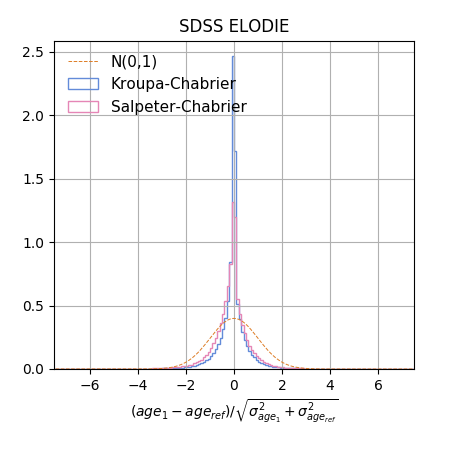 SDSS ELODIE
N(0,1)
Kroupa-Chabrier
Salpeter-Chabrier
2.5
2.0
1.5
1.0
0.5
0.0
−6 −4 −2 0 2 4 6
(age₁ − age_ref)/√(σ²_age₁ + σ²_age_ref)